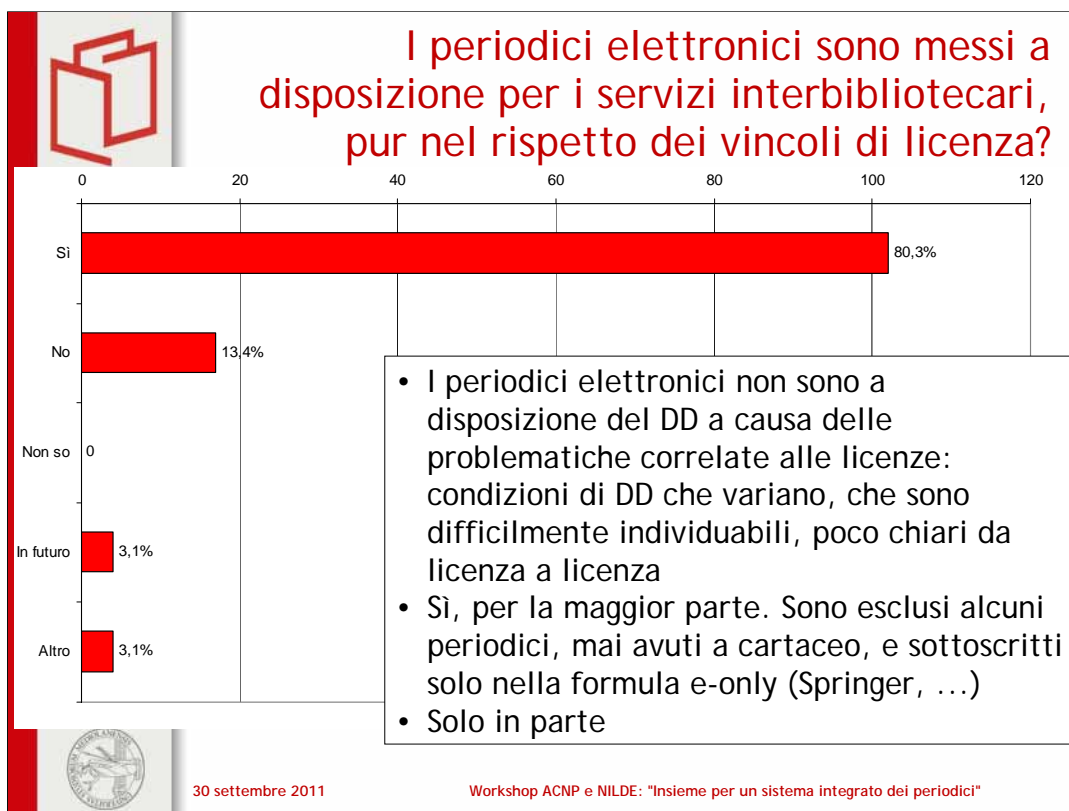 I periodici elettronici sono messi a
disposizione per i servizi interbibliotecari,
pur nel rispetto dei vincoli di licenza?
0 20 40 60 80 100 120
Sì 80,3%
No 13,4%
Non so 0
In futuro 3,1%
Altro 3,1%
• I periodici elettronici non sono a
disposizione del DD a causa delle
problematiche correlate alle licenze:
condizioni di DD che variano, che sono
difficilmente individuabili, poco chiari da
licenza a licenza
• Sì, per la maggior parte. Sono esclusi alcuni
periodici, mai avuti a cartaceo, e sottoscritti
solo nella formula e-only (Springer, ...)
• Solo in parte
30 settembre 2011 Workshop ACNP e NILDE: "Insieme per un sistema integrato dei periodici"